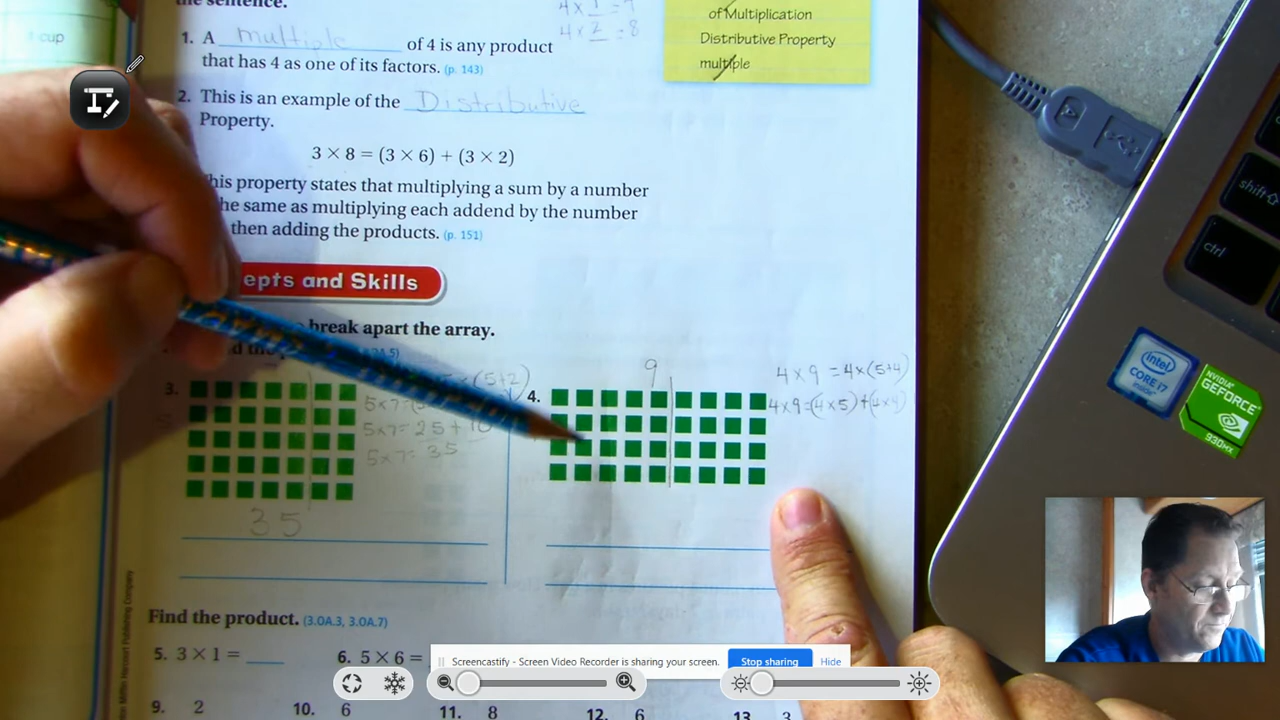 the sentence.
4 × 1 = 4
4 × 2 = 8
of Multiplication
Distributive Property
multiple
1 cup
1. A multiple of 4 is any product
that has 4 as one of its factors. (p. 143)
2. This is an example of the Distributive
Property.
3 × 8 = (3 × 6) + (3 × 2)
his property states that multiplying a sum by a number
he same as multiplying each addend by the number
then adding the products. (p. 151)
epts and Skills
break apart the array.
3.
(5+2)
5×7=
5×7= 25 + 10
5×7= 35
35
4.
9
4×9 = 4×(5+4)
4×9=(4×5)+(4×4)
Find the product. (3.OA.3, 3.OA.7)
5. 3 × 1 =
6. 5 × 6 =
9. 2
10. 6
11. 8
12. 6
13. 3
Screencastify - Screen Video Recorder is sharing your screen.
Stop sharing
Hide
shift
ctrl
intel
CORE i7
NVIDIA
GEFORCE
930MX